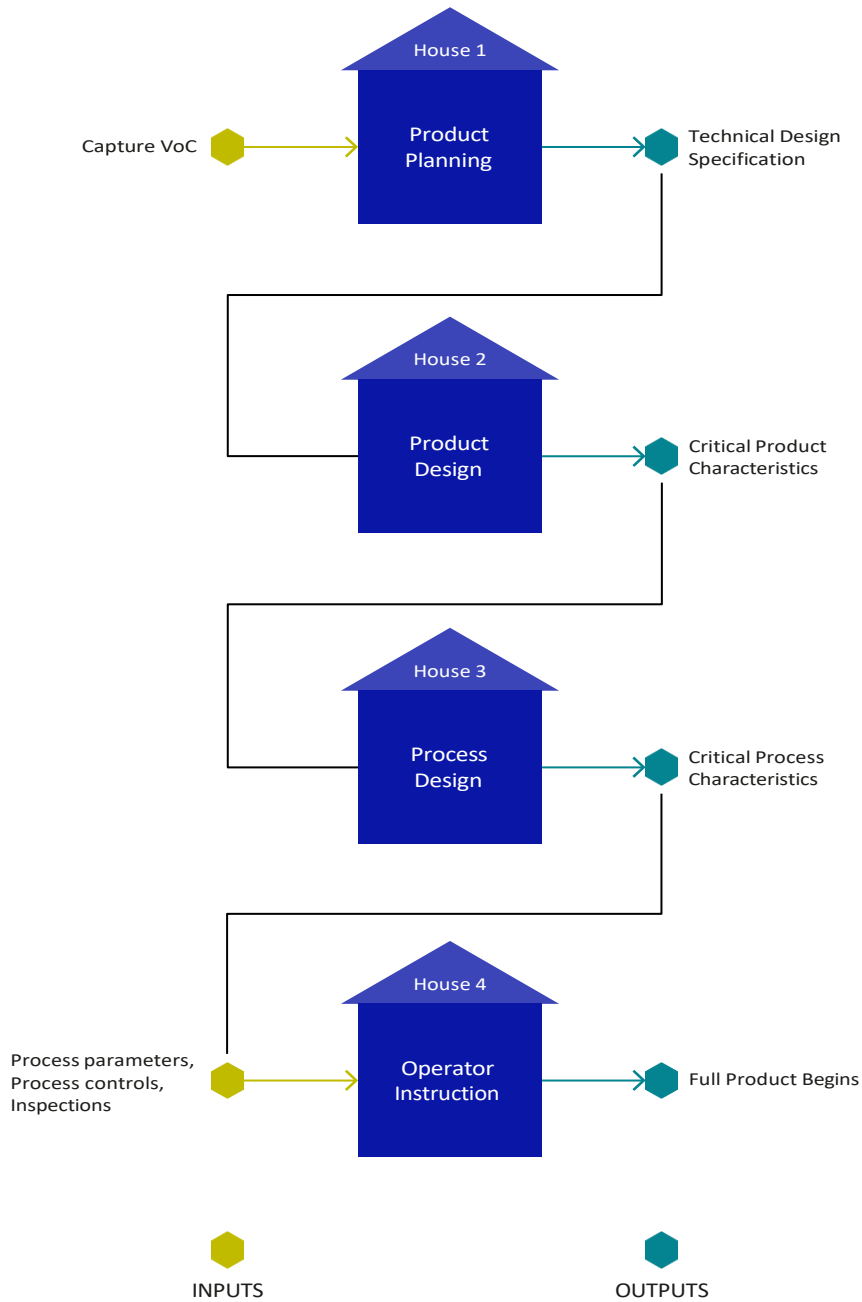 House 1
Capture VoC
Product
Planning
Technical Design
Specification
House 2
Product
Design
Critical Product
Characteristics
House 3
Process
Design
Critical Process
Characteristics
House 4
Process parameters,
Process controls,
Inspections
Operator
Instruction
Full Product Begins
INPUTS
OUTPUTS